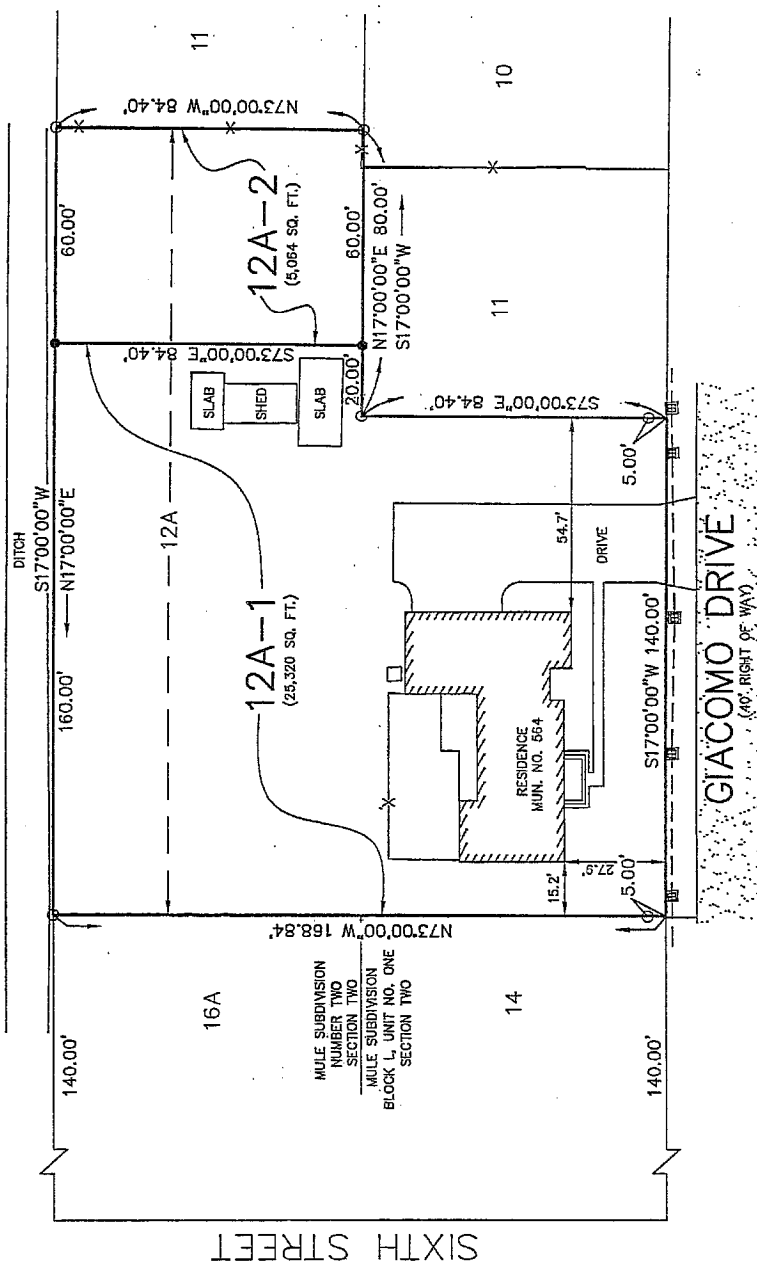 DITCH
S17°00'00"W
N17°00'00"E
140.00'
160.00'
60.00'
12A
11
N73°00'00"W 84.40'
12A-2
(5,064 SQ. FT.)
S73°00'00"E 84.40'
SLAB
SHED
SLAB
20.00'
60.00'
N17°00'00"E 80.00'
S17°00'00"W
10
11
12A-1
(25,320 SQ. FT.)
16A
MULE SUBDIVISION
NUMBER TWO
SECTION TWO
MULE SUBDIVISION
BLOCK L, UNIT NO. ONE
SECTION TWO
14
N73°00'00"W 168.84'
RESIDENCE
MUN. NO. 564
15.2'
27.9'
5.00'
54.7'
DRIVE
S73°00'00"E 84.40'
5.00'
140.00'
S17°00'00"W 140.00'
GIACOMO DRIVE
(40' RIGHT OF WAY)
SIXTH STREET